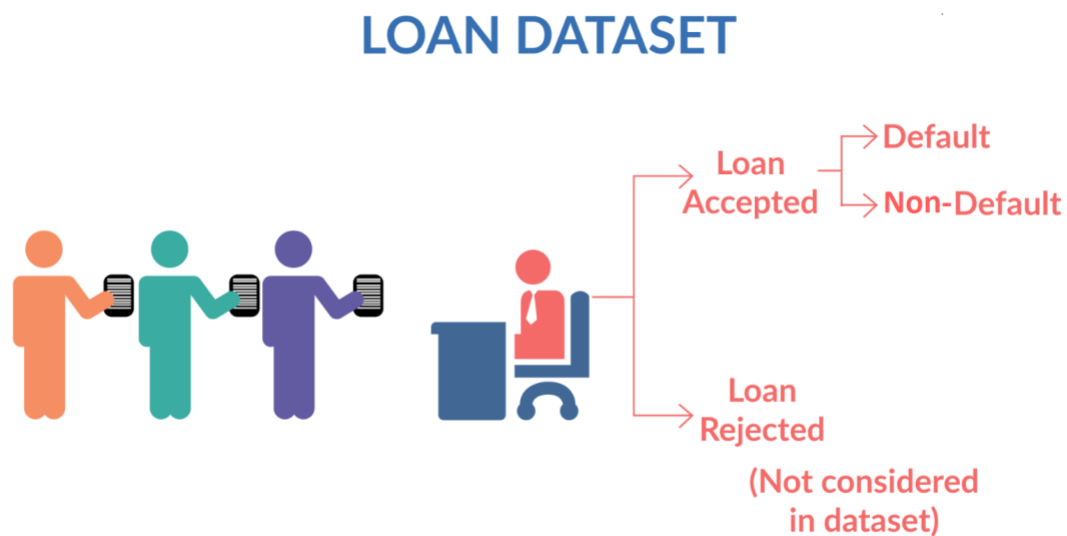 LOAN DATASET
Default
Loan
Accepted
Non-Default
Loan
Rejected
(Not considered
in dataset)